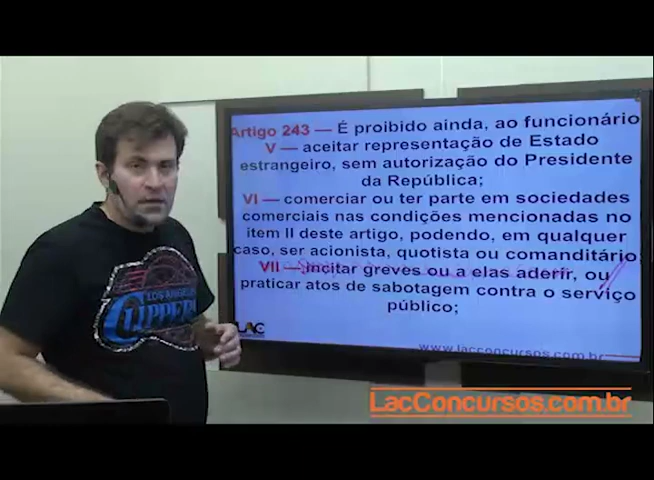 Artigo 243 — É proibido ainda, ao funcionário
V — aceitar representação de Estado
estrangeiro, sem autorização do Presidente
da República;
VI — comerciar ou ter parte em sociedades
comerciais nas condições mencionadas no
item II deste artigo, podendo, em qualquer
caso, ser acionista, quotista ou comanditário;
VII — incitar greves ou a elas aderir, ou
praticar atos de sabotagem contra o serviço
público;
LAC
www.lacconcursos.com.br
LOS ANGELES
CLIPPERS
LacConcursos.com.br